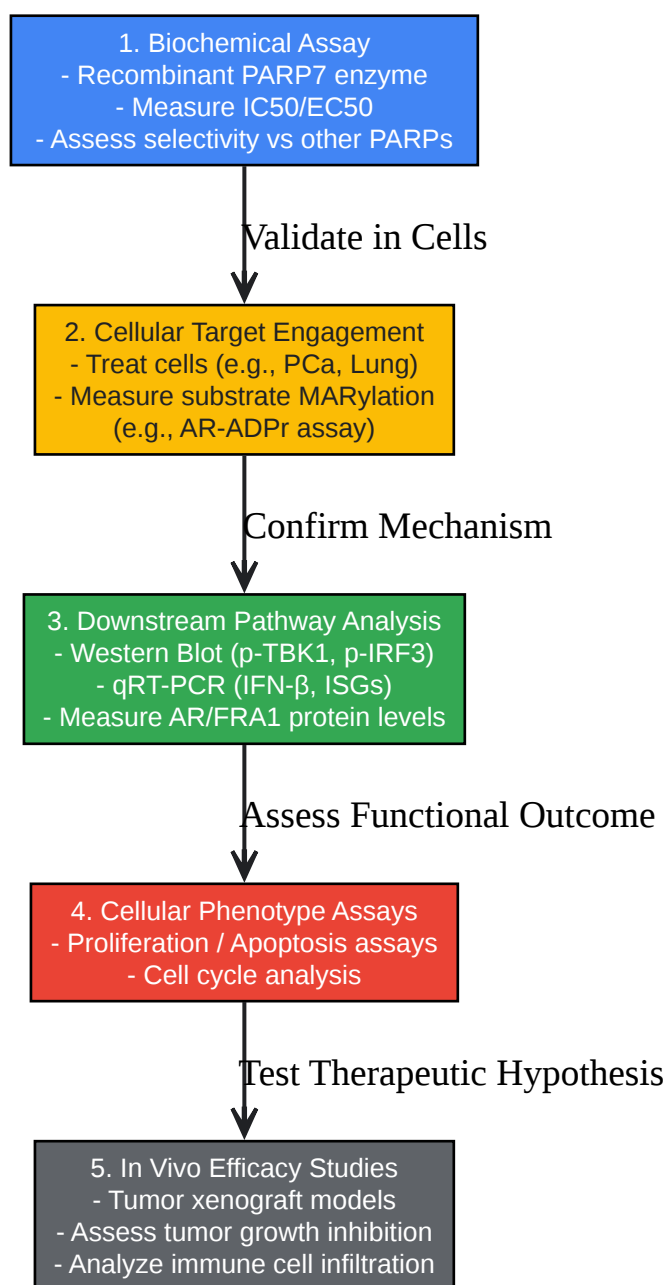 1. Biochemical Assay
- Recombinant PARP7 enzyme
- Measure IC50/EC50
- Assess selectivity vs other PARPs
Validate in Cells
2. Cellular Target Engagement
- Treat cells (e.g., PCa, Lung)
- Measure substrate MARylation
(e.g., AR-ADPr assay)
Confirm Mechanism
3. Downstream Pathway Analysis
- Western Blot (p-TBK1, p-IRF3)
- qRT-PCR (IFN-β, ISGs)
- Measure AR/FRA1 protein levels
Assess Functional Outcome
4. Cellular Phenotype Assays
- Proliferation / Apoptosis assays
- Cell cycle analysis
Test Therapeutic Hypothesis
5. In Vivo Efficacy Studies
- Tumor xenograft models
- Assess tumor growth inhibition
- Analyze immune cell infiltration